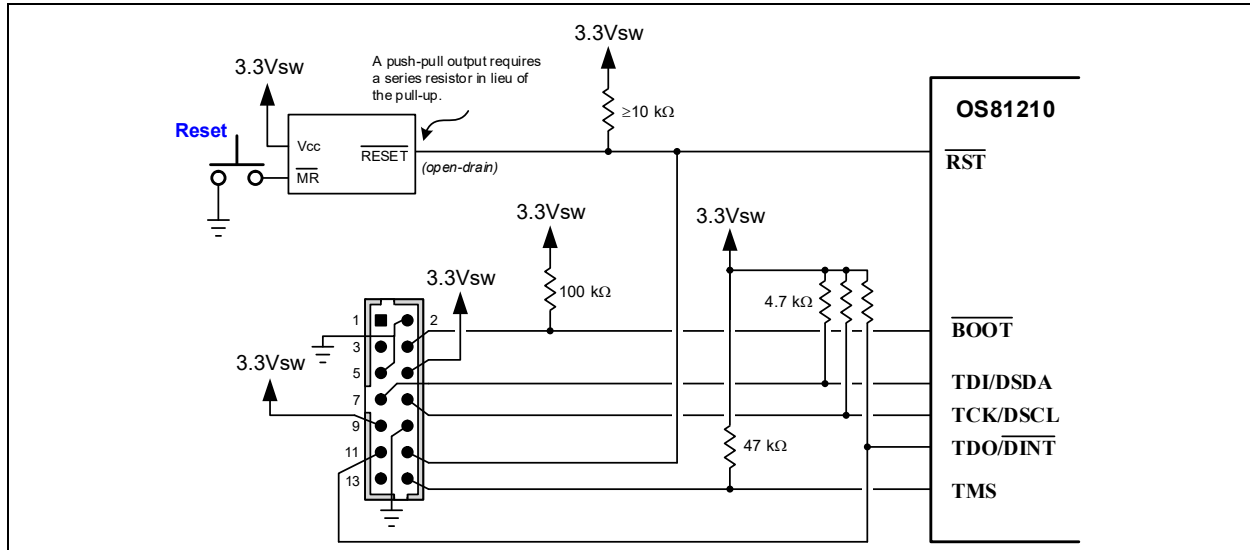 3.3Vsw
A push-pull output requires
a series resistor in lieu of
the pull-up.
3.3Vsw
Reset
Vcc
MR
RESET
(open-drain)
≥10 kΩ
OS81210
RST
3.3Vsw
3.3Vsw
3.3Vsw
100 kΩ
4.7 kΩ
1
2
3
BOOT
3.3Vsw
5
7
TDI/DSDA
TCK/DSCL
9
11
47 kΩ
TDO/DINT
13
TMS